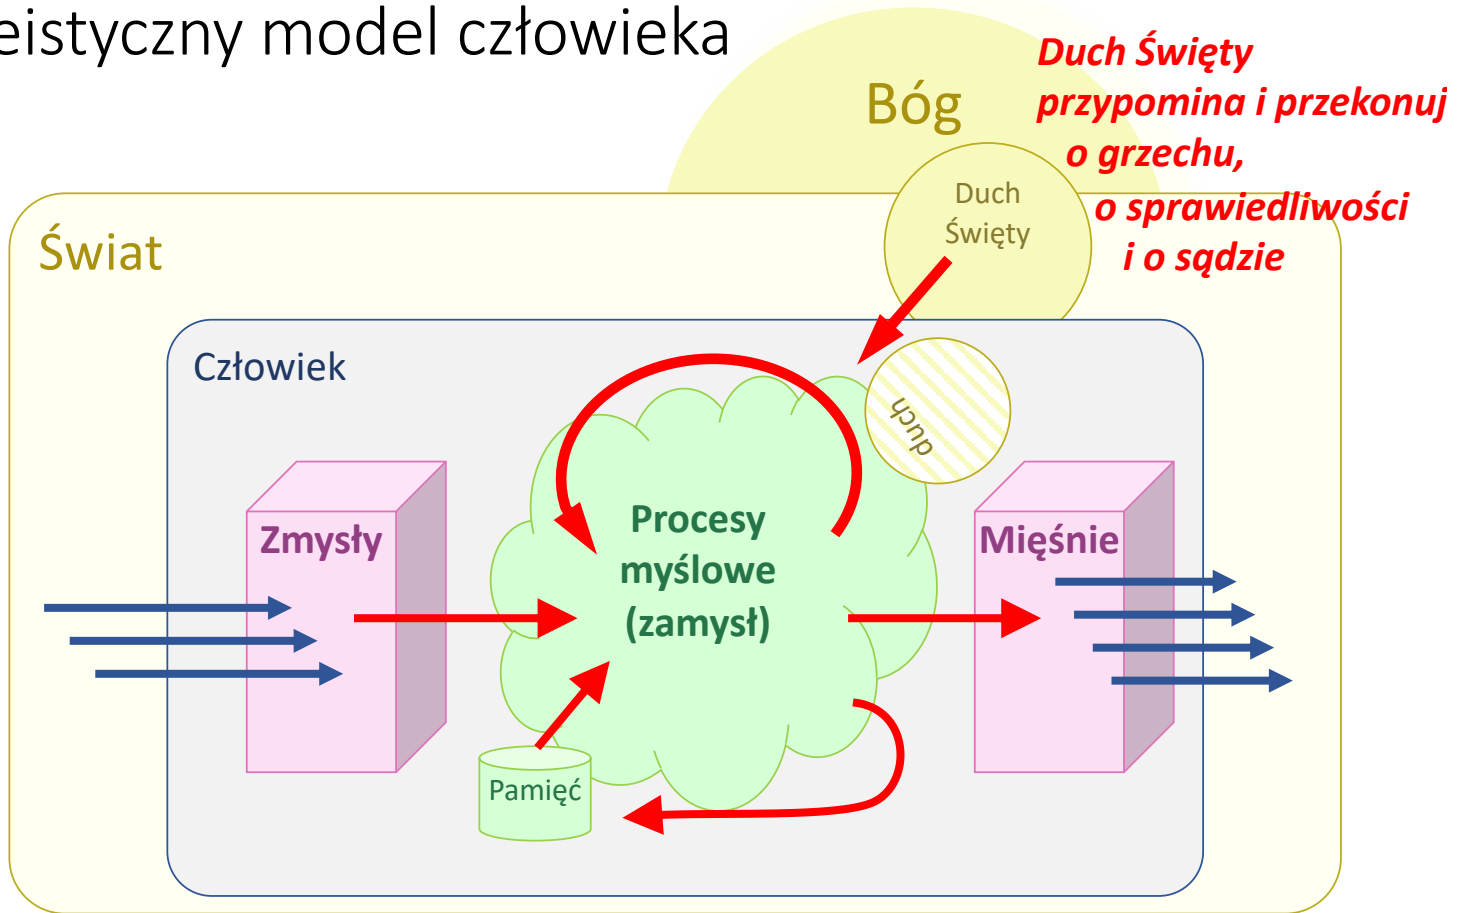 eistyczny model człowieka
Duch Święty
przypomina i przekonuj
o grzechu,
o sprawiedliwości
i o sądzie
Bóg
Duch
Święty
Świat
Człowiek
duch
Zmysły
Procesy
myślowe
(zamysł)
Mięśnie
Pamięć